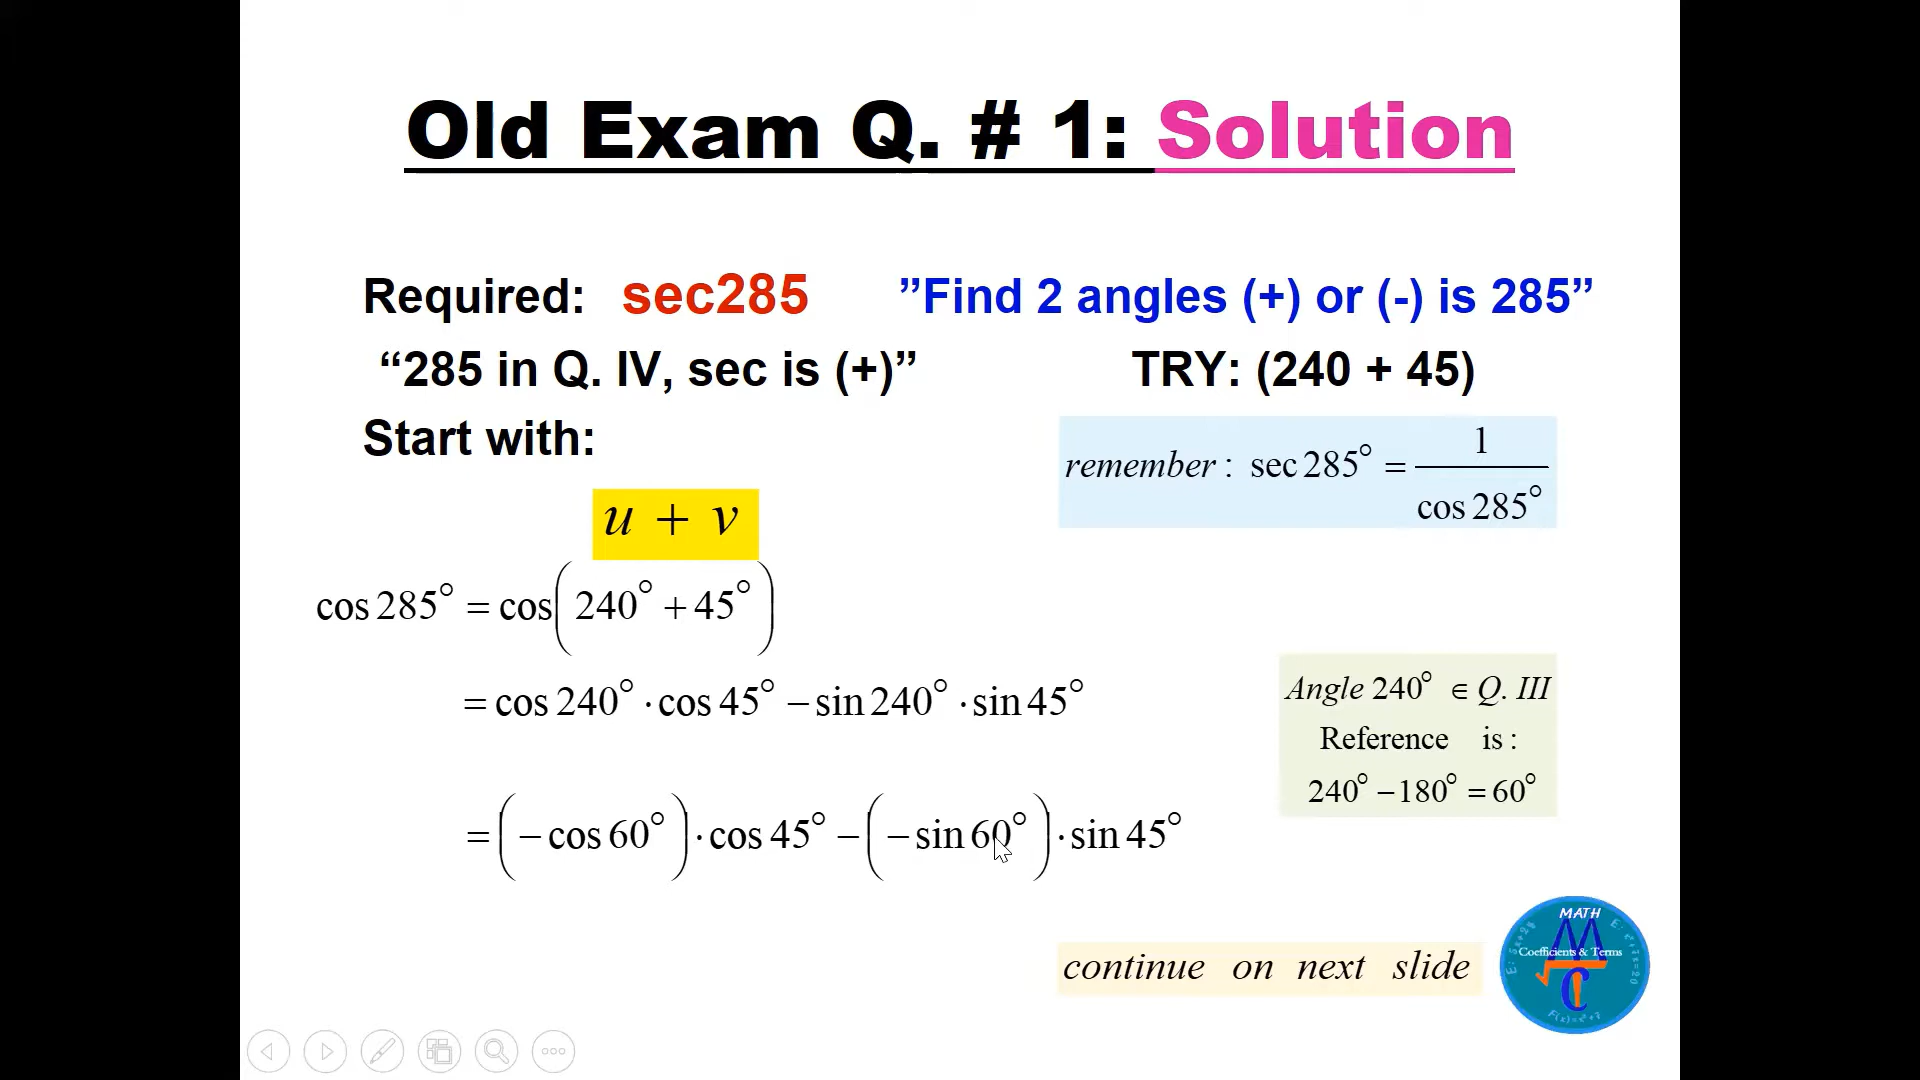 Old Exam Q. # 1: Solution
Required: sec285 ”Find 2 angles (+) or (-) is 285”
“285 in Q. IV, sec is (+)” TRY: (240 + 45)
Start with:
remember : sec 285° = 1 / cos 285°
u + v
cos 285° = cos(240° + 45°)
= cos 240° · cos 45° − sin 240° · sin 45°
Angle 240° ∈ Q. III
Reference is :
240° − 180° = 60°
= (− cos 60°) · cos 45° − (− sin 60°) · sin 45°
continue on next slide
MATH
Coefficients & Terms